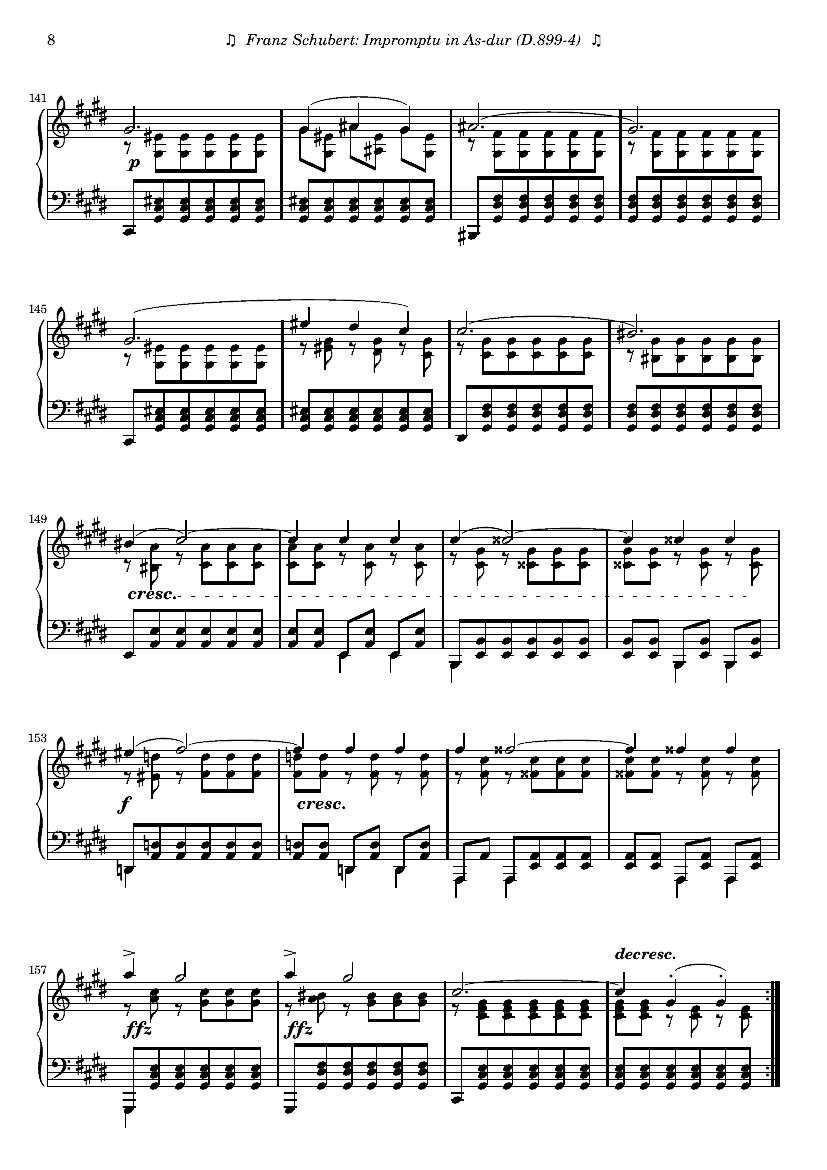 8 ♫ Franz Schubert: Impromptu in As-dur (D.899-4) ♫
141
p
145
149
cresc.
153
f cresc.
decresc.
157
ffz ffz